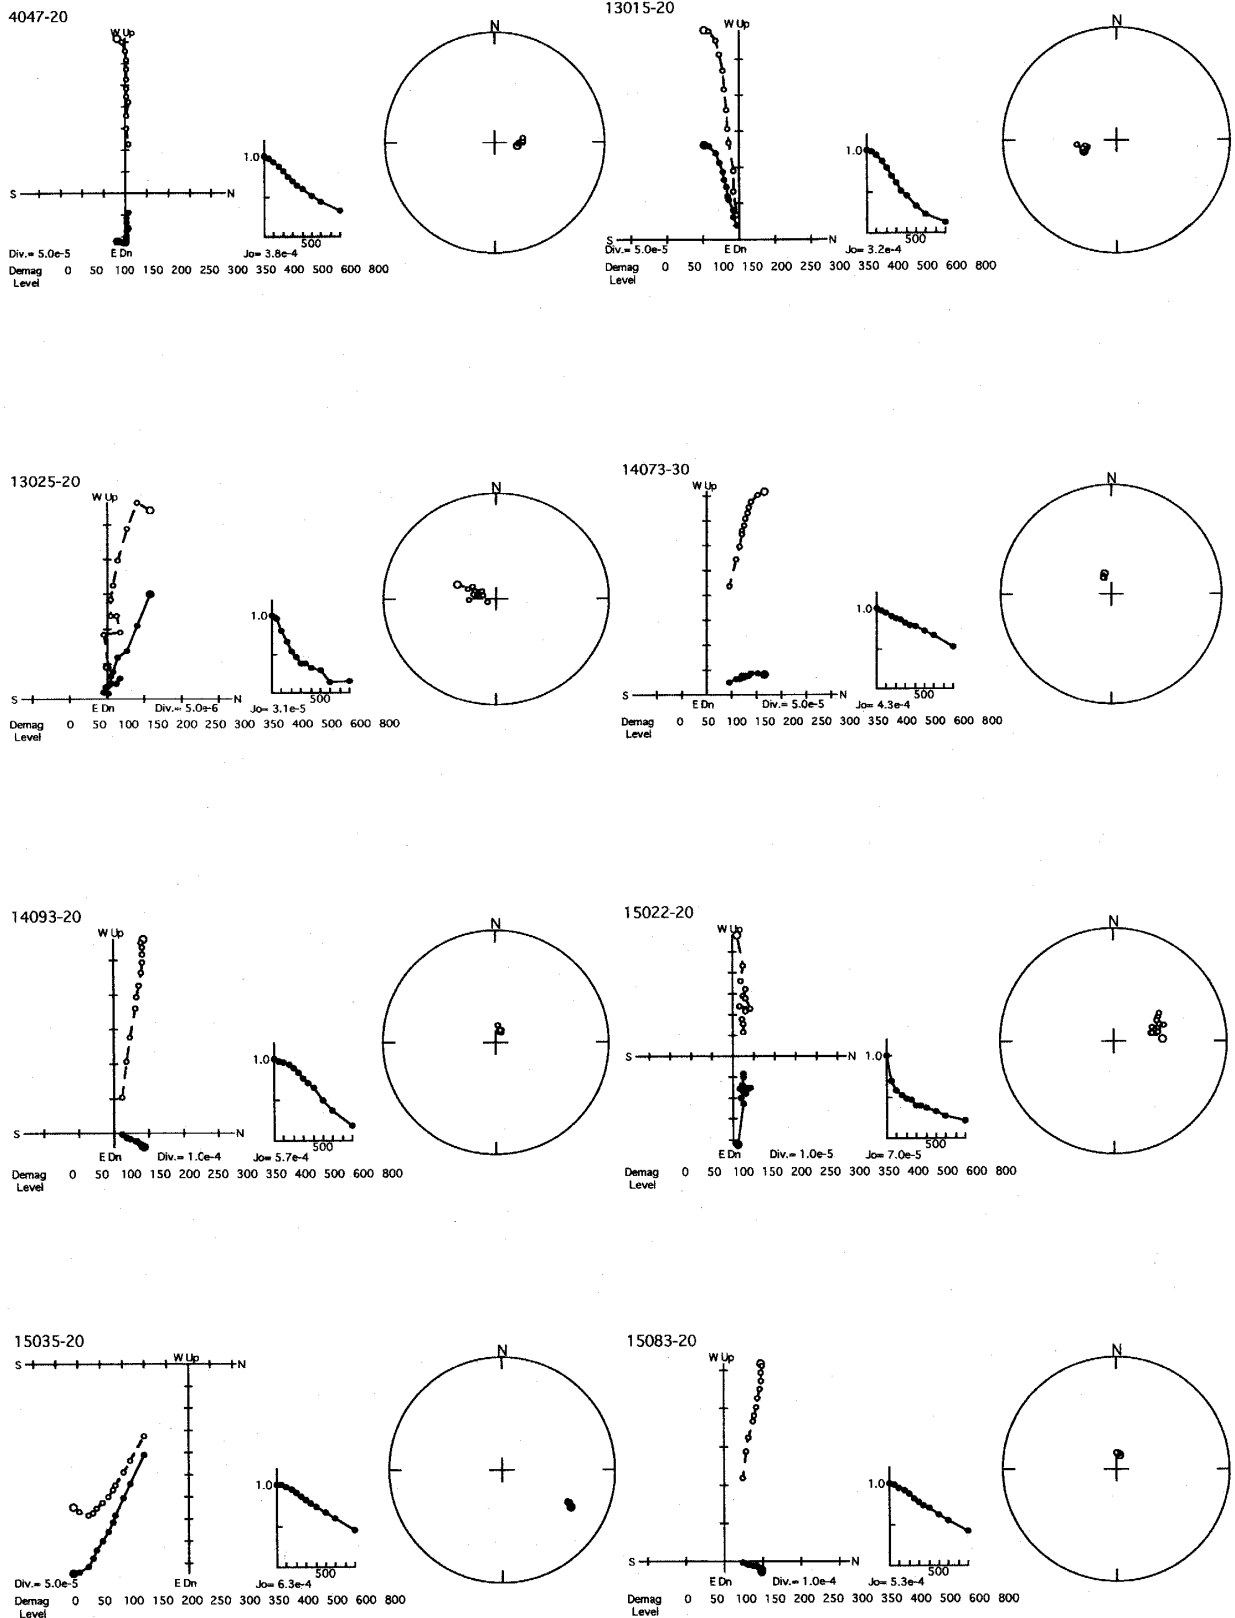 4047-20
W Up
N
1.0
S
N
500
Div.= 5.0e-5
E Dn
Jo= 3.8e-4
Demag Level 0 50 100 150 200 250 300 350 400 500 600 800
13015-20
W Up
N
1.0
500
S
N
Div.= 5.0e-5
E Dn
Jo= 3.2e-4
Demag Level 0 50 100 150 200 250 300 350 400 500 600 800
13025-20
W Up
N
1.0
500
S
N
E Dn
Div.= 5.0e-6
Jo= 3.1e-5
Demag Level 0 50 100 150 200 250 300 350 400 500 600 800
14073-30
W Up
N
1.0
500
S
N
E Dn
Div.= 5.0e-5
Jo= 4.3e-4
Demag Level 0 50 100 150 200 250 300 350 400 500 600 800
14093-20
W Up
N
1.0
S
N
500
E Dn
Div.= 1.0e-4
Jo= 5.7e-4
Demag Level 0 50 100 150 200 250 300 350 400 500 600 800
15022-20
W Up
N
1.0
S
N
500
E Dn
Div.= 1.0e-5
Jo= 7.0e-5
Demag Level 0 50 100 150 200 250 300 350 400 500 600 800
15035-20
W Up
S
N
N
1.0
500
Div.= 5.0e-5
E Dn
Jo= 6.3e-4
Demag Level 0 50 100 150 200 250 300 350 400 500 600 800
15083-20
W Up
N
1.0
S
N
500
E Dn
Div.= 1.0e-4
Jo= 5.3e-4
Demag Level 0 50 100 150 200 250 300 350 400 500 600 800